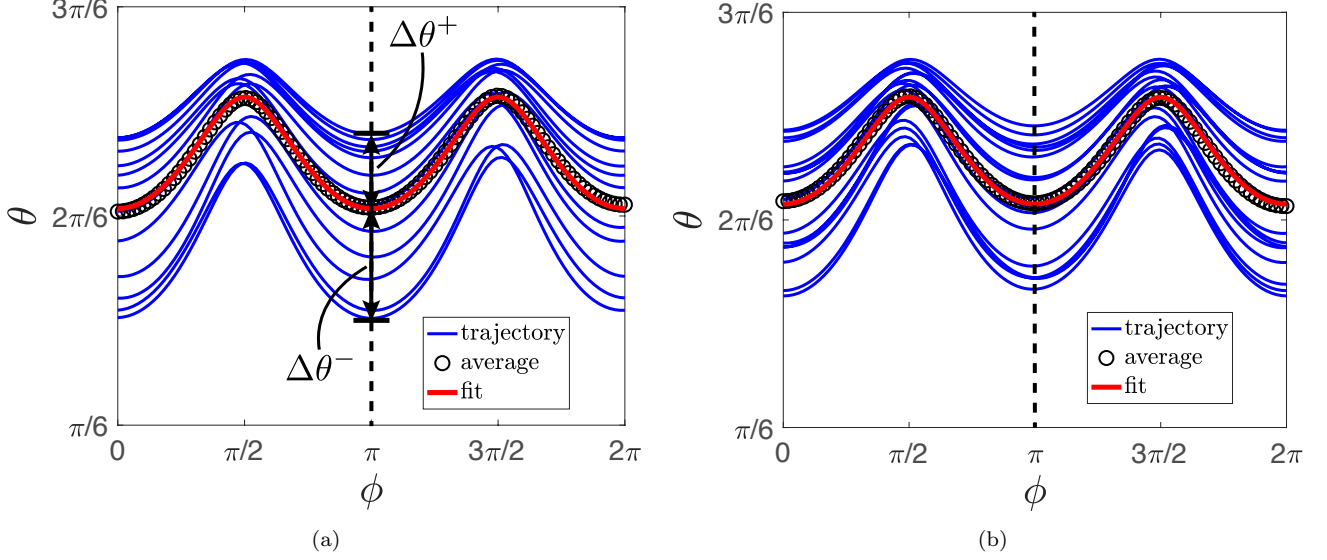 3π/6
2π/6
π/6
θ
0
π/2
π
3π/2
2π
ϕ
Δθ⁺
Δθ⁻
trajectory
average
fit
(a)
3π/6
2π/6
π/6
θ
0
π/2
π
3π/2
2π
ϕ
trajectory
average
fit
(b)